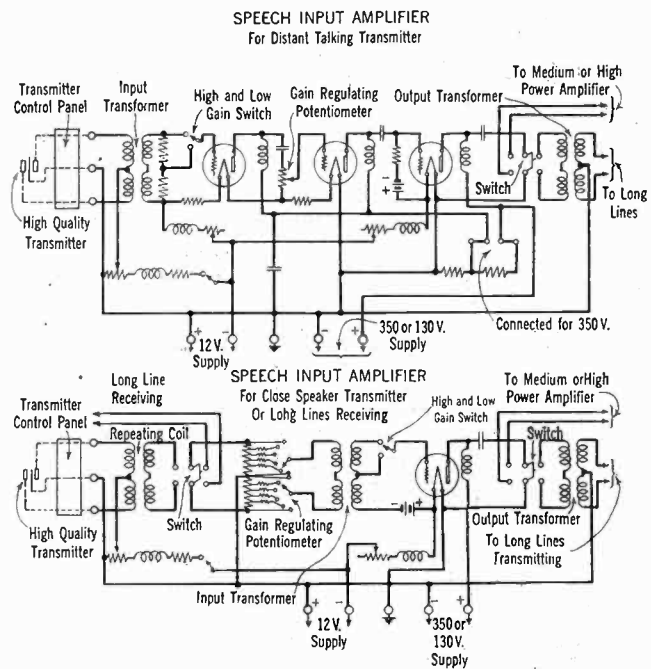 SPEECH INPUT AMPLIFIER
For Distant Talking Transmitter
Transmitter
Control Panel
Input
Transformer
High and Low
Gain Switch
Gain Regulating
Potentiometer
Output Transformer
To Medium or High
Power Amplifier
High Quality
Transmitter
Switch
To Long
Lines
- +
+ -
12 V.
Supply
- +
350 or 130 V.
Supply
Connected for 350 V.
SPEECH INPUT AMPLIFIER
For Close Speaker Transmitter
Or Long Lines Receiving
Long Line
Receiving
Transmitter
Control Panel
Repeating Coil
High and Low
Gain Switch
To Medium or High
Power Amplifier
Switch
High Quality
Transmitter
Switch
Gain Regulating
Potentiometer
- +
Output Transformer
To Long Lines
Transmitting
Input Transformer
+ -
12 V.
Supply
- +
350 or
130 V.
Supply